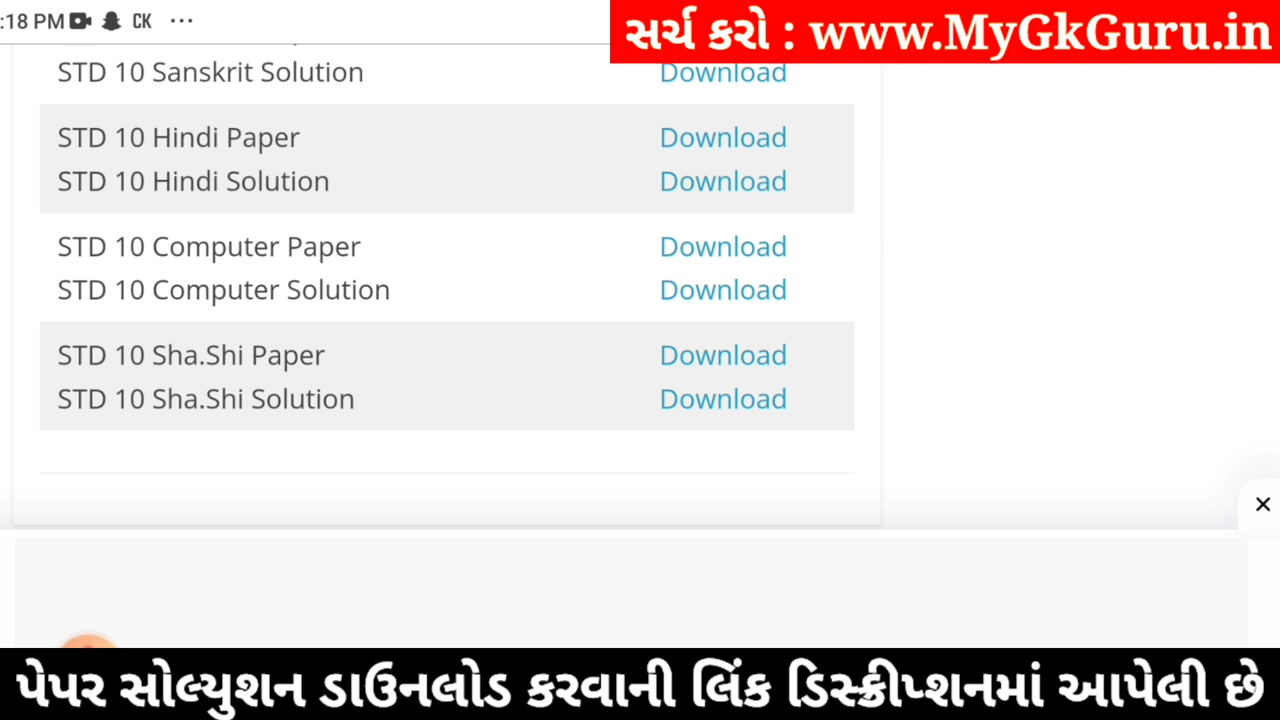 :18 PM CK ...
સર્ચ કરો : www.MyGkGuru.in
STD 10 Sanskrit Solution Download
STD 10 Hindi Paper Download
STD 10 Hindi Solution Download
STD 10 Computer Paper Download
STD 10 Computer Solution Download
STD 10 Sha.Shi Paper Download
STD 10 Sha.Shi Solution Download
પેપર સોલ્યુશન ડાઉનલોડ કરવાની લિંક ડિસ્ક્રીપ્શનમાં આપેલી છે